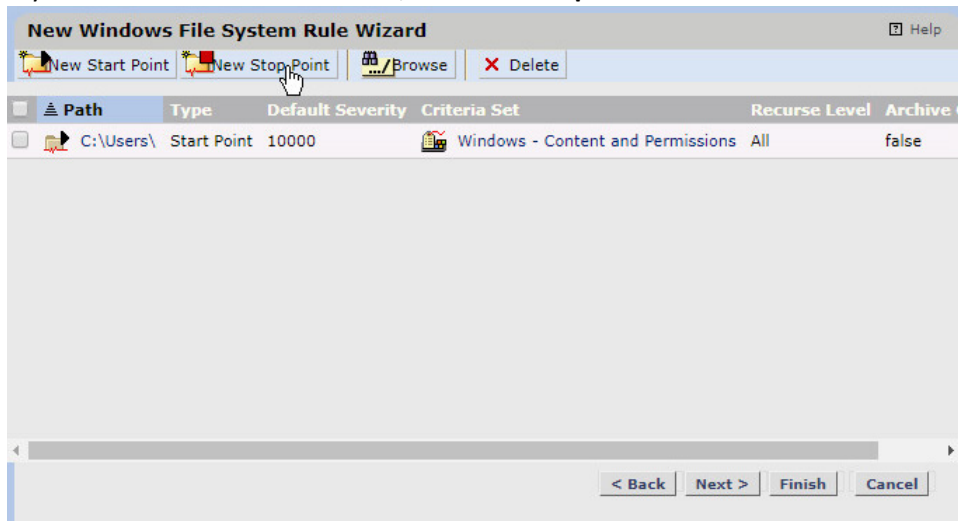 New Windows File System Rule Wizard ? Help
New Start Point New Stop Point .../Browse X Delete
Path Type Default Severity Criteria Set Recurse Level Archive
C:\Users\ Start Point 10000 Windows - Content and Permissions All false
< Back Next > Finish Cancel